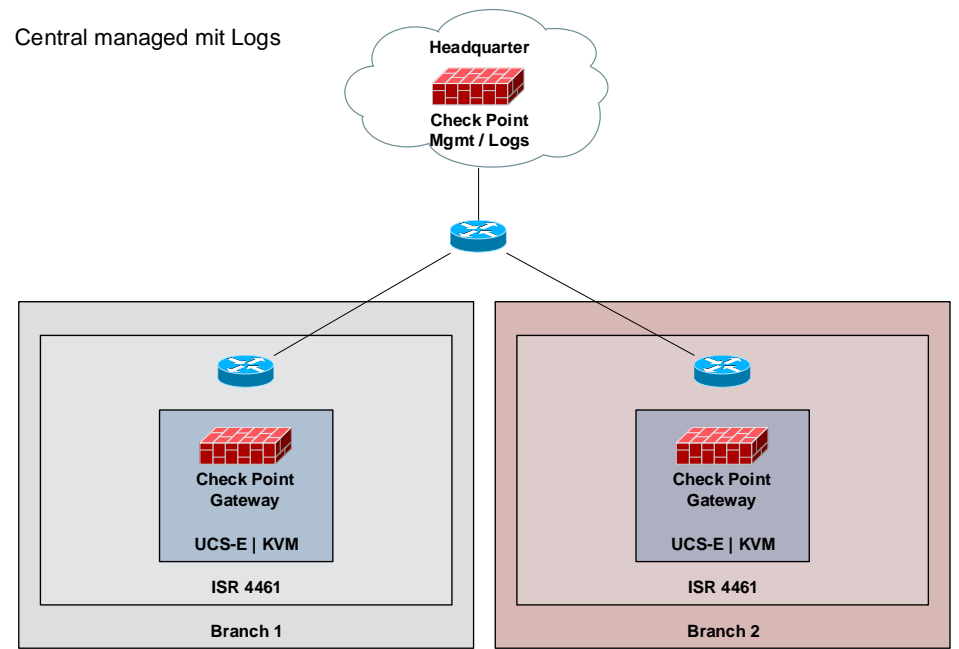 Central managed mit Logs
Headquarter
Check Point
Mgmt / Logs
Check Point
Gateway
UCS-E | KVM
ISR 4461
Branch 1
Check Point
Gateway
UCS-E | KVM
ISR 4461
Branch 2